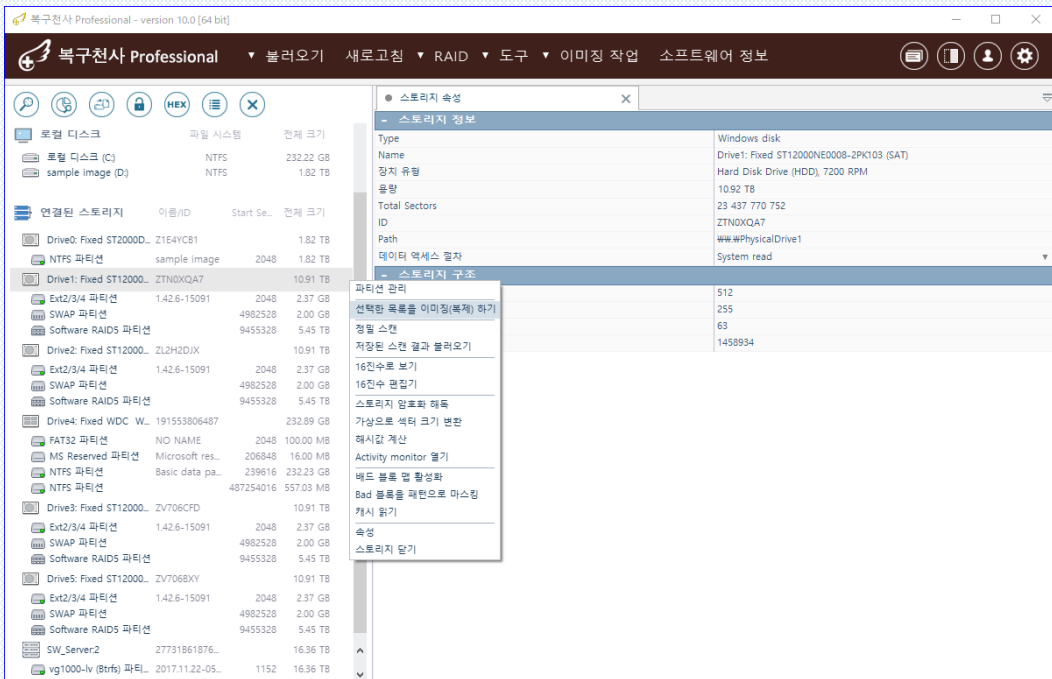 복구천사 Professional - version 10.0 [64 bit]
복구천사 Professional ▼ 불러오기 새로고침 ▼ RAID ▼ 도구 ▼ 이미징 작업 소프트웨어 정보
HEX
로컬 디스크 파일 시스템 전체 크기
로컬 디스크 (C:) NTFS 232.22 GB
sample image (D:) NTFS 1.82 TB
연결된 스토리지 이름/ID Start Se... 전체 크기
Drive0: Fixed ST2000D... Z1E4YCB1 1.82 TB
NTFS 파티션 sample image 2048 1.82 TB
Drive1: Fixed ST12000... ZTN0XQA7 10.91 TB
Ext2/3/4 파티션 1.42.6-15091 2048 2.37 GB
SWAP 파티션 4982528 2.00 GB
Software RAID5 파티션 9455328 5.45 TB
Drive2: Fixed ST12000... ZL2H2DJX 10.91 TB
Ext2/3/4 파티션 1.42.6-15091 2048 2.37 GB
SWAP 파티션 4982528 2.00 GB
Software RAID5 파티션 9455328 5.45 TB
Drive4: Fixed WDC W... 191553806487 232.89 GB
FAT32 파티션 NO NAME 2048 100.00 MB
MS Reserved 파티션 Microsoft res... 206848 16.00 MB
NTFS 파티션 Basic data pa... 239616 232.23 GB
NTFS 파티션 487254016 557.03 MB
Drive3: Fixed ST12000... ZV706CFD 10.91 TB
Ext2/3/4 파티션 1.42.6-15091 2048 2.37 GB
SWAP 파티션 4982528 2.00 GB
Software RAID5 파티션 9455328 5.45 TB
Drive5: Fixed ST12000... ZV706BXY 10.91 TB
Ext2/3/4 파티션 1.42.6-15091 2048 2.37 GB
SWAP 파티션 4982528 2.00 GB
Software RAID5 파티션 9455328 5.45 TB
SW_Server:2 27731B61876... 16.36 TB
vg1000-lv (Btrfs) 파티... 2017.11.22-05... 1152 16.36 TB
스토리지 속성
- 스토리지 정보
Type Windows disk
Name Drive1: Fixed ST12000NE0008-2PK103 (SAT)
장치 유형 Hard Disk Drive (HDD), 7200 RPM
용량 10.92 TB
Total Sectors 23 437 770 752
ID ZTN0XQA7
Path ₩₩.₩PhysicalDrive1
데이터 액세스 절차 System read
- 스토리지 구조
512
255
63
1458934
파티션 관리
선택한 목록을 이미징(복제) 하기
정밀 스캔
저장된 스캔 결과 불러오기
16진수로 보기
16진수 편집기
스토리지 암호화 해독
가상으로 섹터 크기 변환
해시값 계산
Activity monitor 열기
배드 블록 맵 활성화
Bad 블록을 패턴으로 마스킹
캐시 읽기
속성
스토리지 닫기